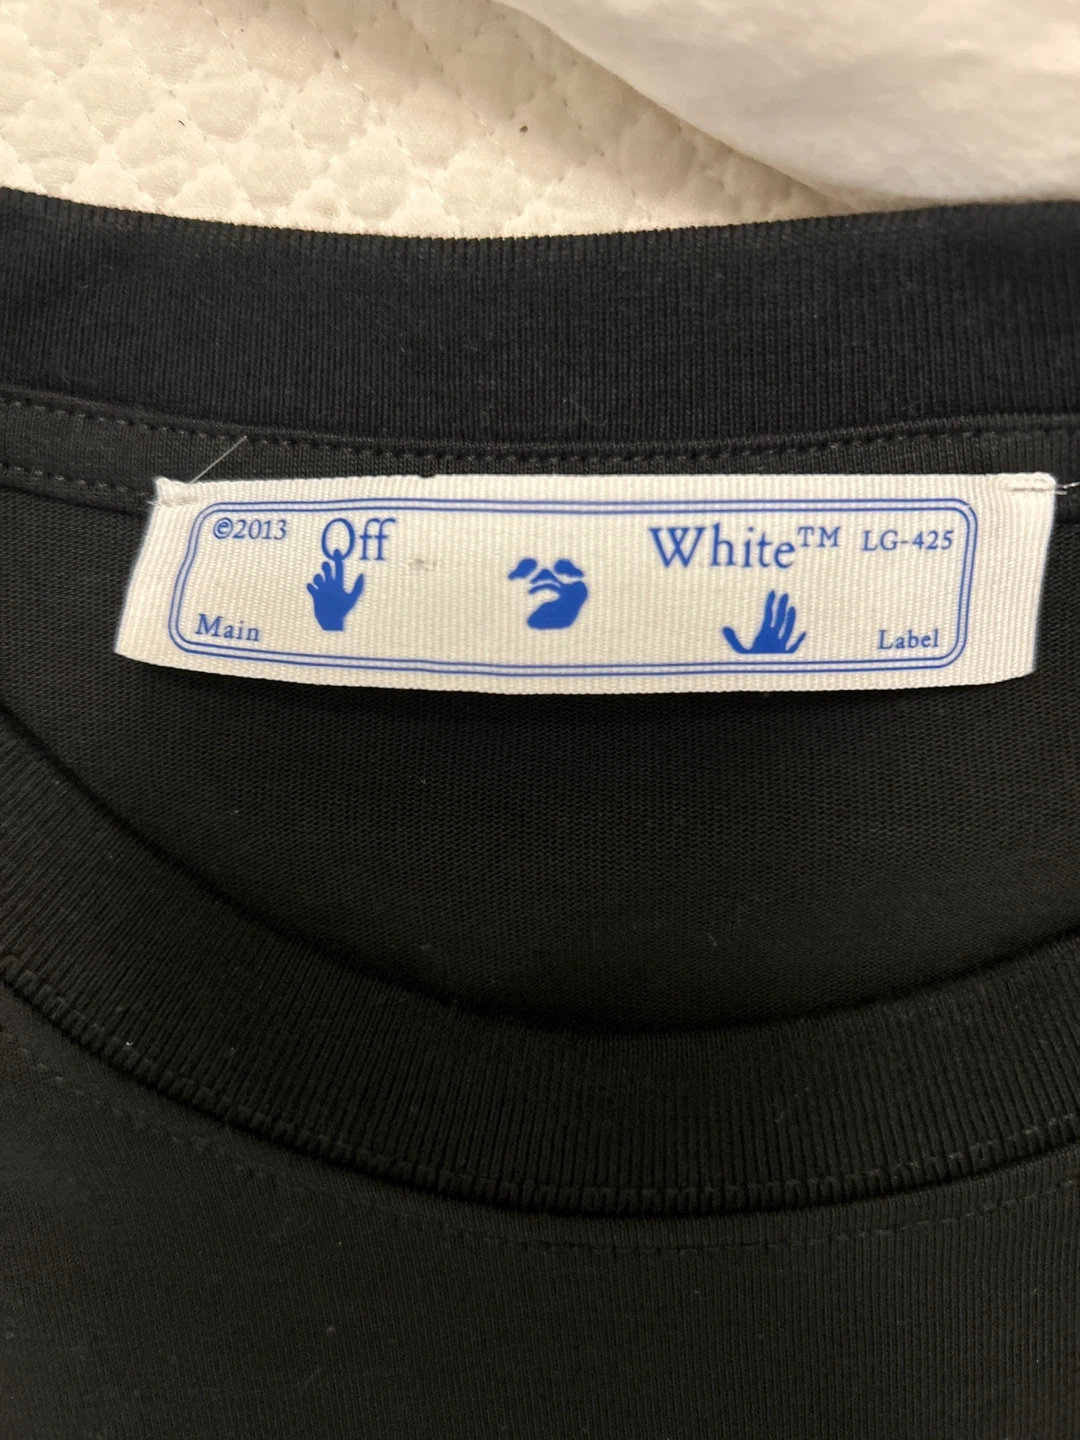 ©2013 Off White™ LG-425
Main Label